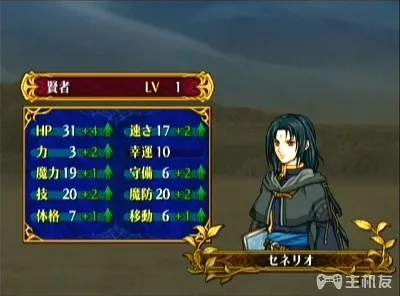 賢者 LV 1
HP 31 +4 速さ 17 +2
力 3 +2 幸運 10
魔力 19 +1 守備 6 +2
技 20 +2 魔防 20 +2
体格 7 +1 移動 6 +1
セネリオ
主机友